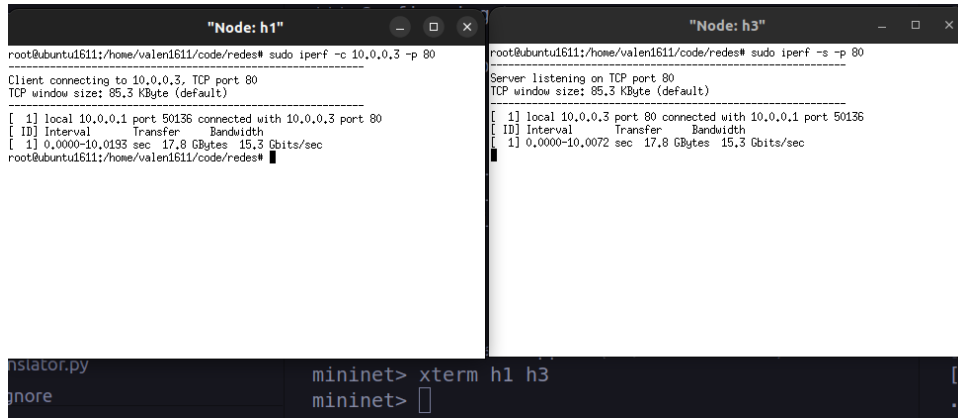 "Node: h1"
root@ubuntu1611:/home/valen1611/code/redes# sudo iperf -c 10.0.0.3 -p 80
------------------------------------------------------------
Client connecting to 10.0.0.3, TCP port 80
TCP window size: 85.3 KByte (default)
------------------------------------------------------------
[  1] local 10.0.0.1 port 50136 connected with 10.0.0.3 port 80
[ ID] Interval       Transfer     Bandwidth
[  1] 0.0000-10.0193 sec  17.8 GBytes  15.3 Gbits/sec
root@ubuntu1611:/home/valen1611/code/redes#
"Node: h3"
root@ubuntu1611:/home/valen1611/code/redes# sudo iperf -s -p 80
------------------------------------------------------------
Server listening on TCP port 80
TCP window size: 85.3 KByte (default)
------------------------------------------------------------
[  1] local 10.0.0.3 port 80 connected with 10.0.0.1 port 50136
[ ID] Interval       Transfer     Bandwidth
[  1] 0.0000-10.0072 sec  17.8 GBytes  15.3 Gbits/sec
nslator.py
gnore
mininet> xterm h1 h3
mininet>